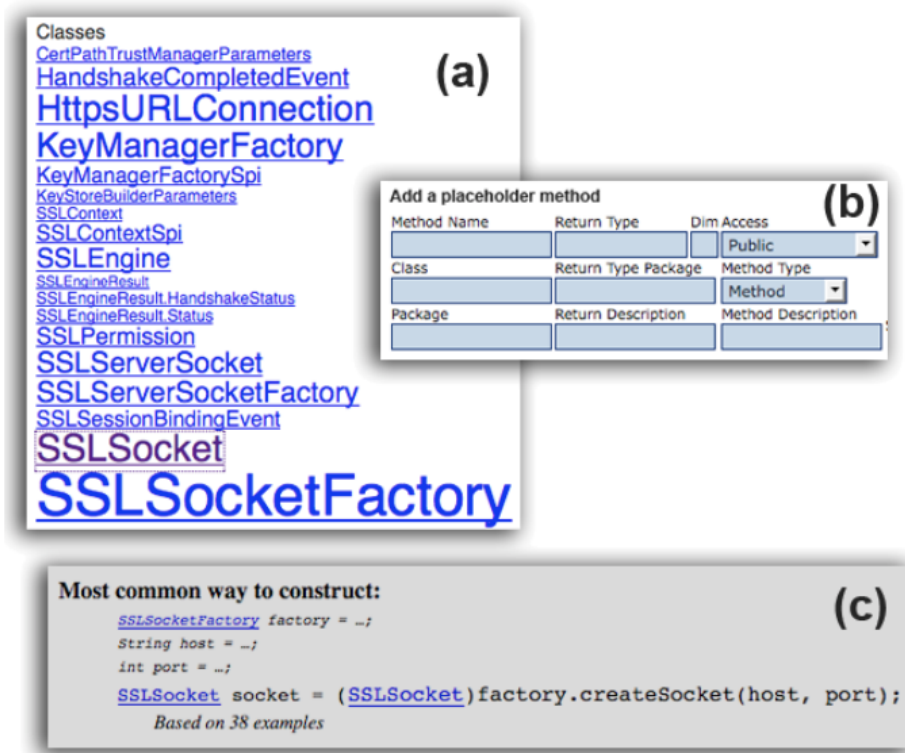 Classes
CertPathTrustManagerParameters
HandshakeCompletedEvent
(a)
HttpsURLConnection
KeyManagerFactory
KeyManagerFactorySpi
KeyStoreBuilderParameters
SSLContext
SSLContextSpi
SSLEngine
SSLEngineResult
SSLEngineResult.HandshakeStatus
SSLEngineResult.Status
SSLPermission
SSLServerSocket
SSLServerSocketFactory
SSLSessionBindingEvent
SSLSocket
SSLSocketFactory
Add a placeholder method
(b)
Method Name Return Type Dim Access
Public
Class Return Type Package Method Type
Method
Package Return Description Method Description
Most common way to construct:
(c)
SSLSocketFactory factory = …;
String host = …;
int port = …;
SSLSocket socket = (SSLSocket)factory.createSocket(host, port);
Based on 38 examples